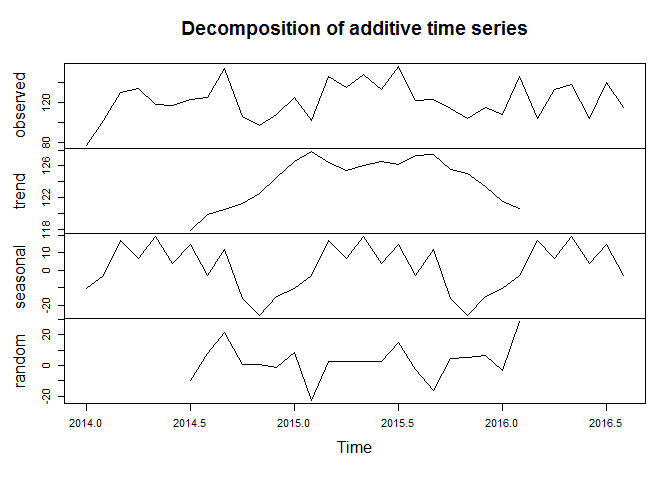 Decomposition of additive time series
observed
80
120
trend
118
122
126
seasonal
-20
0
10
random
-20
0
20
2014.0 2014.5 2015.0 2015.5 2016.0 2016.5
Time